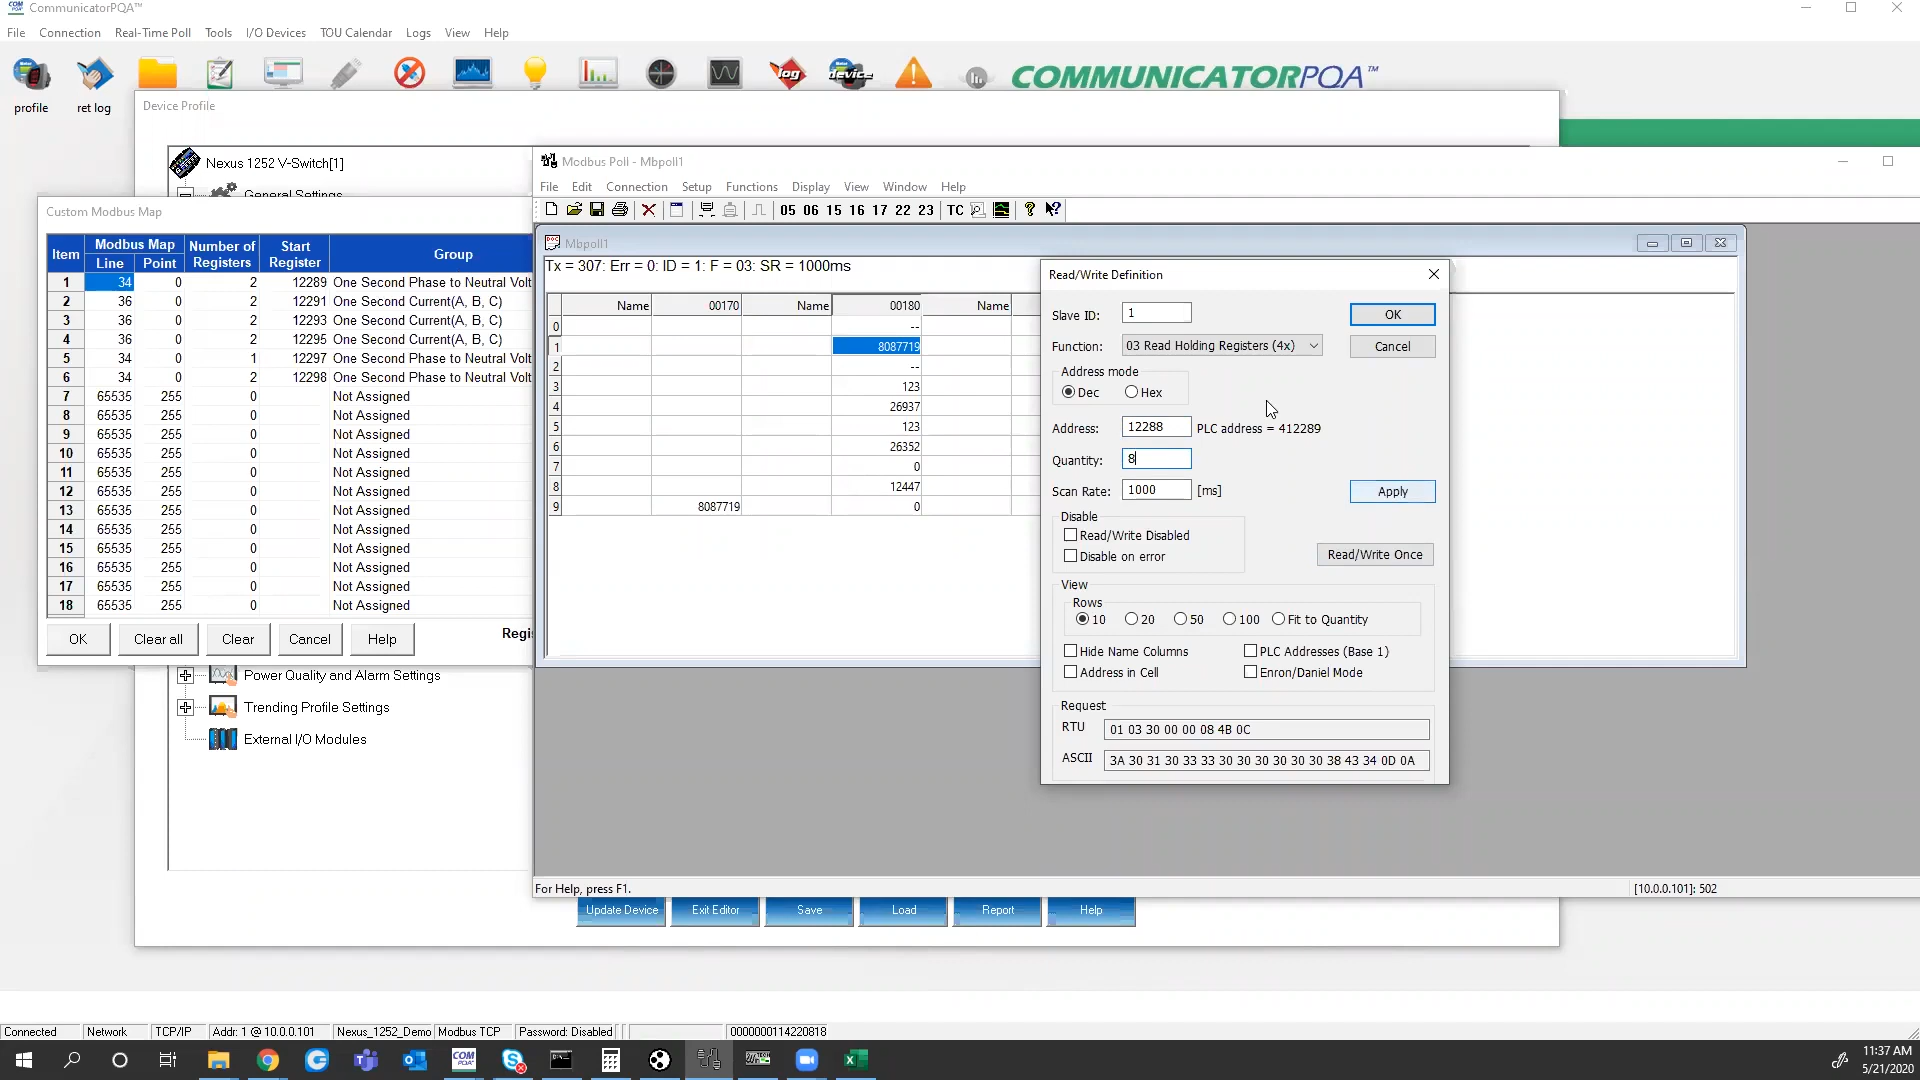 CommunicatorPQA™
File Connection Real-Time Poll Tools I/O Devices TOU Calendar Logs View Help
log device COMMUNICATORPQA™
profile ret log
Device Profile
Nexus 1252 V-Switch[1]
General Settings
Custom Modbus Map
Item Modbus Map Number of Registers Start Register Group
Line Point
1 34 0 2 12289 One Second Phase to Neutral Volt
2 36 0 2 12291 One Second Current(A, B, C)
3 36 0 2 12293 One Second Current(A, B, C)
4 36 0 2 12295 One Second Current(A, B, C)
5 34 0 1 12297 One Second Phase to Neutral Volt
6 34 0 2 12298 One Second Phase to Neutral Volt
7 65535 255 0 Not Assigned
8 65535 255 0 Not Assigned
9 65535 255 0 Not Assigned
10 65535 255 0 Not Assigned
11 65535 255 0 Not Assigned
12 65535 255 0 Not Assigned
13 65535 255 0 Not Assigned
14 65535 255 0 Not Assigned
15 65535 255 0 Not Assigned
16 65535 255 0 Not Assigned
17 65535 255 0 Not Assigned
18 65535 255 0 Not Assigned
OK Clear all Clear Cancel Help Regi
Power Quality and Alarm Settings
Trending Profile Settings
External I/O Modules
Modbus Poll - Mbpoll1
File Edit Connection Setup Functions Display View Window Help
05 06 15 16 17 22 23 TC
Mbpoll1
Tx = 307: Err = 0: ID = 1: F = 03: SR = 1000ms
Name 00170 Name 00180 Name
0 --
1 8087719
2 --
3 123
4 26937
5 123
6 26352
7 0
8 12447
9 8087719 0
Read/Write Definition
Slave ID: 1 OK
Function: 03 Read Holding Registers (4x) Cancel
Address mode
Dec Hex
Address: 12288 PLC address = 412289
Quantity: 8
Scan Rate: 1000 [ms] Apply
Disable
Read/Write Disabled
Disable on error Read/Write Once
View
Rows
10 20 50 100 Fit to Quantity
Hide Name Columns PLC Addresses (Base 1)
Address in Cell Enron/Daniel Mode
Request
RTU 01 03 30 00 00 08 4B 0C
ASCII 3A 30 31 30 33 33 30 30 30 30 30 30 38 43 34 0D 0A
For Help, press F1. [10.0.0.101]: 502
Update Device Exit Editor Save Load Report Help
Connected Network TCP/IP Addr: 1 @ 10.0.0.101 Nexus_1252_Demo Modbus TCP Password: Disabled 0000000114220818
11:37 AM
5/21/2020